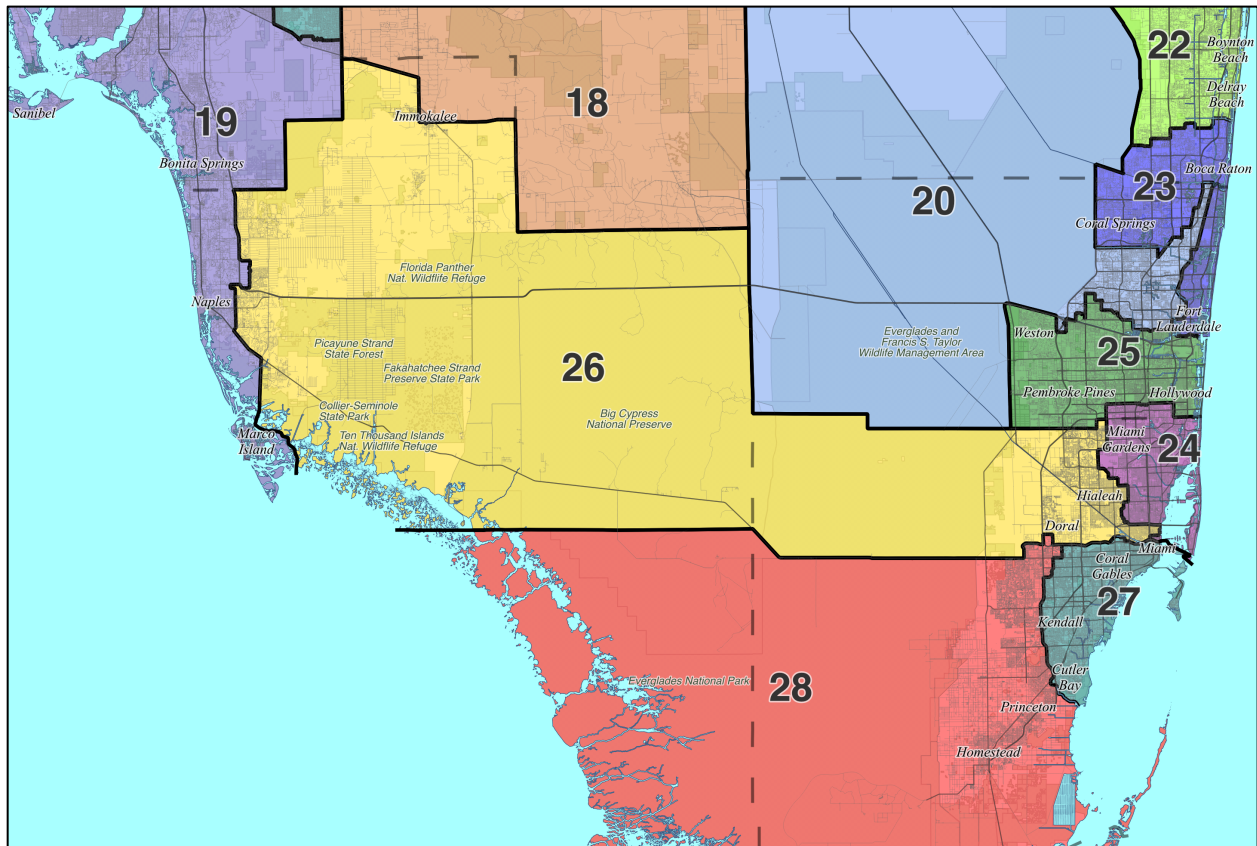 22
Boynton
Beach
Delray
Beach
18
Sanibel
Immokalee
19
Bonita Springs
Boca Raton
23
20
Coral Springs
Florida Panther
Nat. Wildlife Refuge
Naples
Fort
Lauderdale
Weston
Everglades and
Francis S. Taylor
Wildlife Management Area
Picayune Strand
State Forest
25
26
Fakahatchee Strand
Preserve State Park
Pembroke Pines
Hollywood
Collier-Seminole
State Park
Big Cypress
National Preserve
Marco
Island
Ten Thousand Islands
Nat. Wildlife Refuge
Miami
Gardens
24
Hialeah
Doral
Miami
Coral
Gables
27
Kendall
Cutler
Bay
Everglades National Park
28
Princeton
Homestead